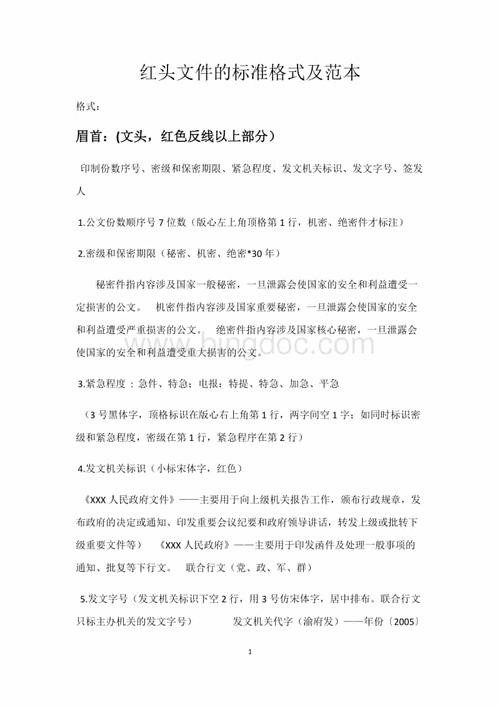 红头文件的标准格式及范本
格式：
眉首：(文头，红色反线以上部分）
印制份数序号、密级和保密期限、紧急程度、发文机关标识、发文字号、签发
人
1.公文份数顺序号 7 位数（版心左上角顶格第 1 行，机密、绝密件才标注）
2.密级和保密期限（秘密、机密、绝密*30 年）
秘密件指内容涉及国家一般秘密，一旦泄露会使国家的安全和利益遭受一
定损害的公文。 机密件指内容涉及国家重要秘密，一旦泄露会使国家的安全
和利益遭受严重损害的公文。 绝密件指内容涉及国家核心秘密，一旦泄露会
使国家的安全和利益遭受重大损害的公文。
www.bingdoc.com
3.紧急程度 : 急件、特急；电报：特提、特急、加急、平急
（3 号黑体字，顶格标识在版心右上角第 1 行，两字间空 1 字；如同时标识密
级和紧急程度，密级在第 1 行，紧急程序在第 2 行）
4.发文机关标识（小标宋体字，红色）
《XXX 人民政府文件》——主要用于向上级机关报告工作，颁布行政规章，发
布政府的决定或通知、印发重要会议纪要和政府领导讲话，转发上级或批转下
级重要文件等） 《XXX 人民政府》——主要用于印发函件及处理一般事项的
通知、批复等下行文。 联合行文（党、政、军、群）
5.发文字号（发文机关标识下空 2 行，用 3 号仿宋体字，居中排布。联合行文
只标主办机关的发文字号） 发文机关代字（渝府发）——年份〔2005〕
1